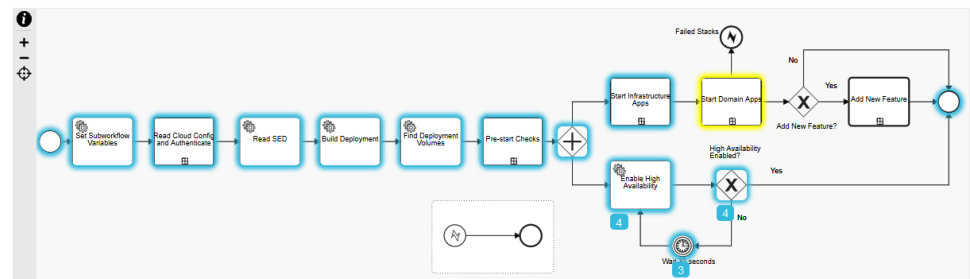 Failed Stacks
No
Yes
Start Infrastructure
Apps
Start Domain Apps
Add New Feature
Add New Feature?
Set Subworkflow
Variables
Read Cloud Config
and Authenticate
Read SED
Build Deployment
Find Deployment
Volumes
Pre-start Checks
High Availability
Enabled?
Enable High
Availability
Yes
4
4
No
seconds
3